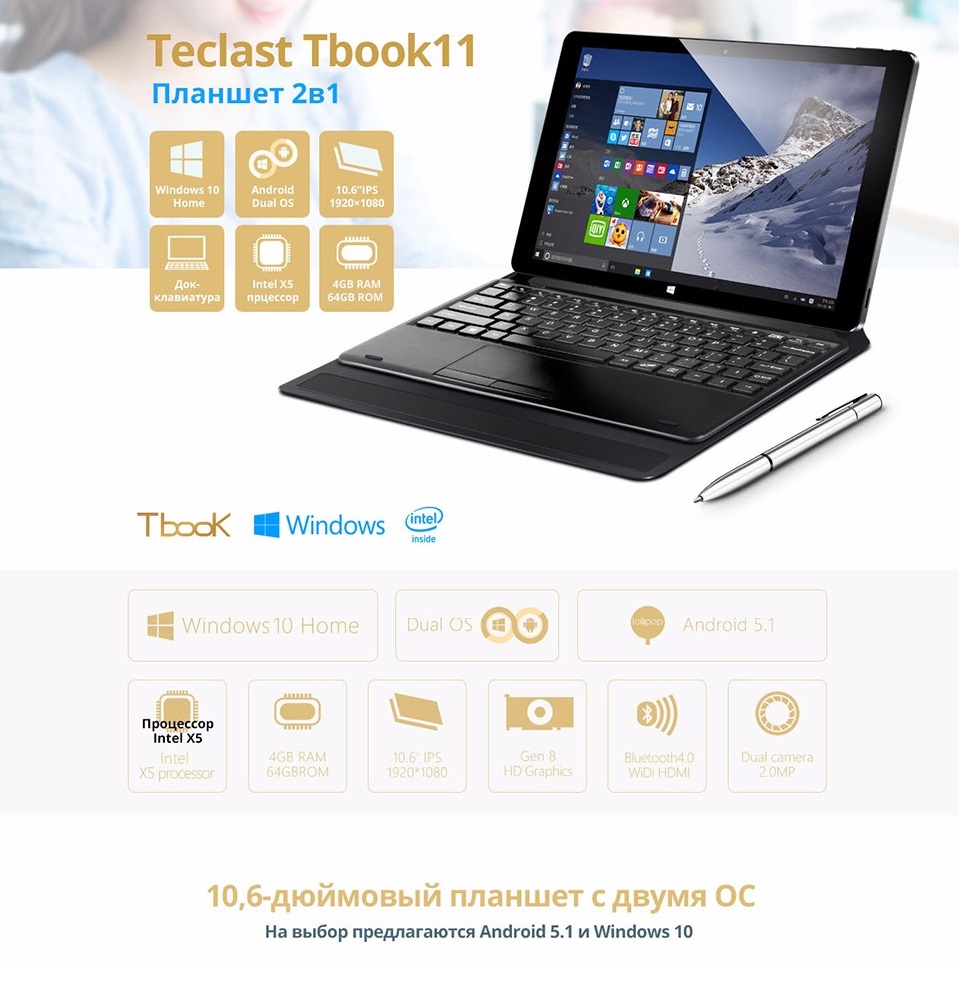 Teclast Tbook11
Планшет 2в1
Windows 10
Home
Android
Dual OS
10.6"IPS
1920×1080
Док-
клавиатура
Intel X5
прцессор
4GB RAM
64GB ROM
Tbook
Windows
intel
inside
Windows 10 Home
Dual OS
lollipop
Android 5.1
Процессор
Intel X5
Intel
X5 processor
4GB RAM
64GBROM
10.6' IPS
1920*1080
Gen 8
HD Graphics
Bluetooth4.0
WiDi HDMI
Dual camera
2.0MP
10,6-дюймовый планшет с двумя ОС
На выбор предлагаются Android 5.1 и Windows 10